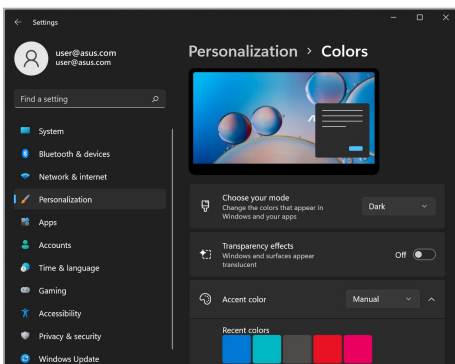 Settings
user@asus.com
user@asus.com
Find a setting
System
Bluetooth & devices
Network & internet
Personalization
Apps
Accounts
Time & language
Gaming
Accessibility
Privacy & security
Windows Update
Personalization > Colors
Choose your mode
Change the colors that appear in
Windows and your apps
Dark
Transparency effects
Windows and surfaces appear
translucent
Off
Accent color
Manual
Recent colors